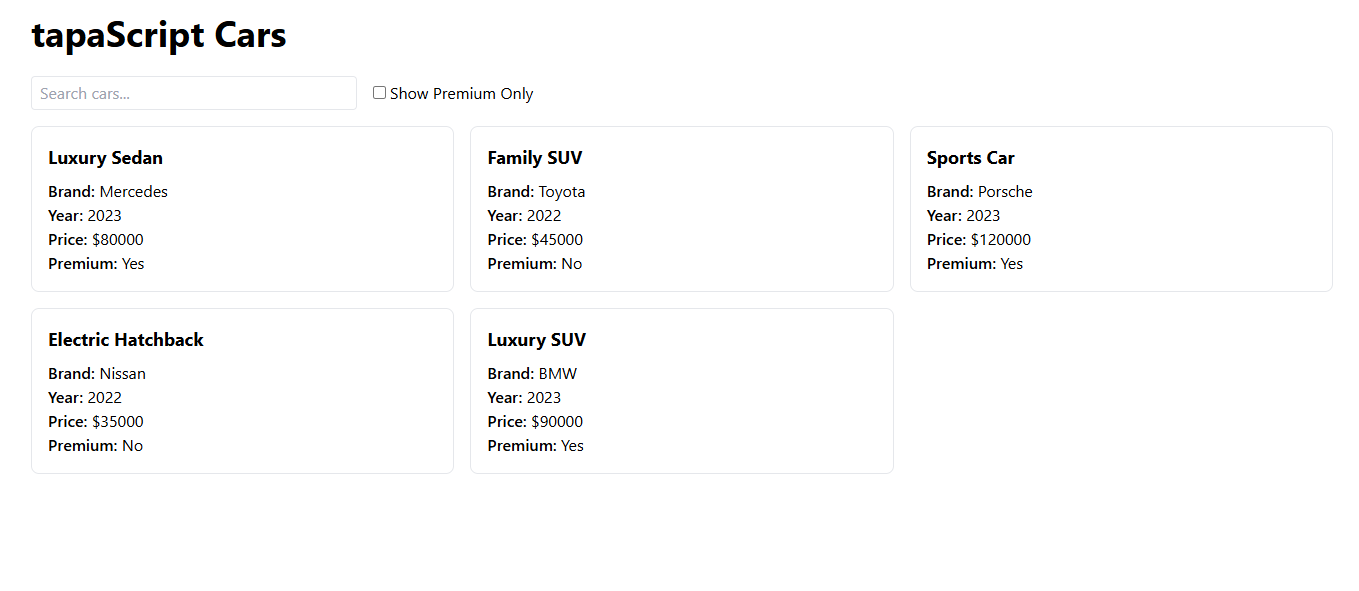 tapaScript Cars
Search cars...
Show Premium Only
Luxury Sedan
Brand: Mercedes
Year: 2023
Price: $80000
Premium: Yes
Family SUV
Brand: Toyota
Year: 2022
Price: $45000
Premium: No
Sports Car
Brand: Porsche
Year: 2023
Price: $120000
Premium: Yes
Electric Hatchback
Brand: Nissan
Year: 2022
Price: $35000
Premium: No
Luxury SUV
Brand: BMW
Year: 2023
Price: $90000
Premium: Yes